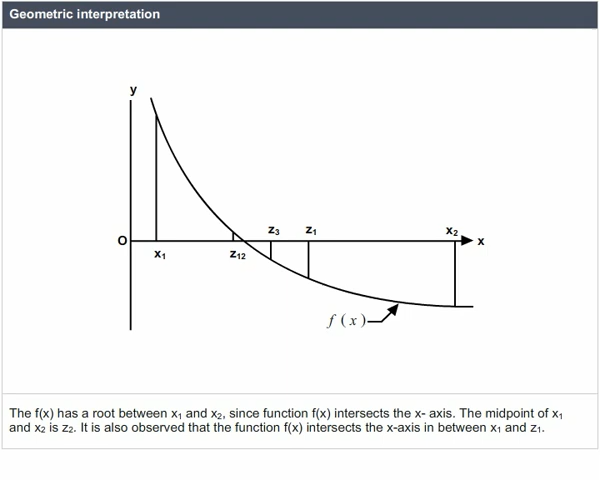 Geometric interpretation
y
z₃ z₁ x₂
O x
x₁ z₁₂
f (x)
The f(x) has a root between x₁ and x₂, since function f(x) intersects the x- axis. The midpoint of x₁
and x₂ is z₂. It is also observed that the function f(x) intersects the x-axis in between x₁ and z₁.